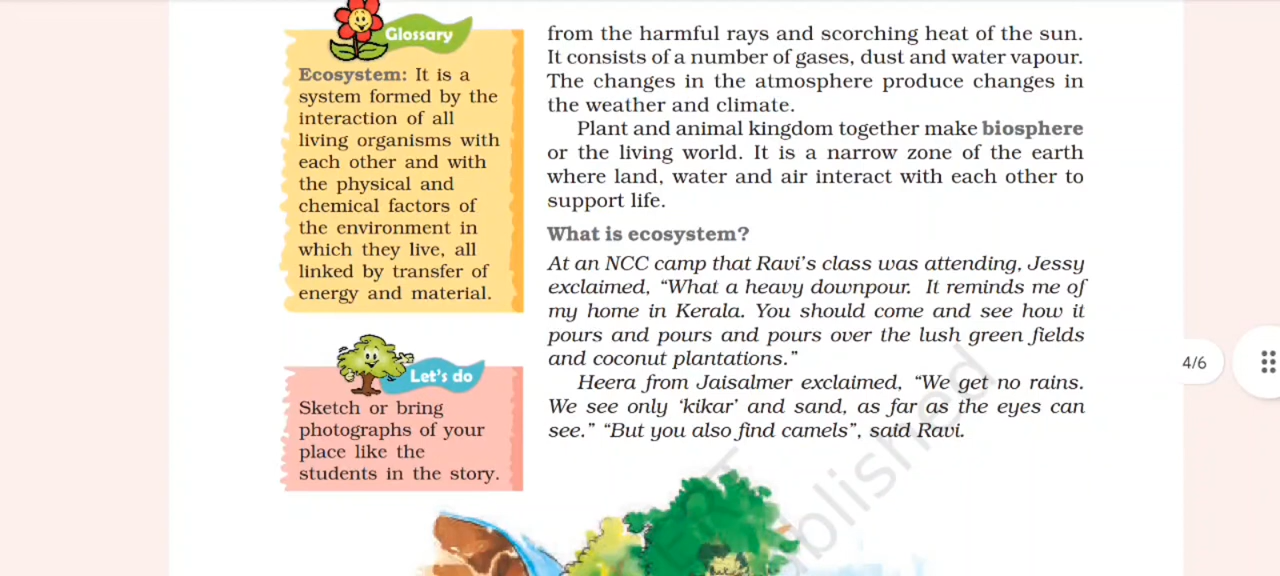 Glossary
Ecosystem: It is a
system formed by the
interaction of all
living organisms with
each other and with
the physical and
chemical factors of
the environment in
which they live, all
linked by transfer of
energy and material.
Let's do
Sketch or bring
photographs of your
place like the
students in the story.
from the harmful rays and scorching heat of the sun.
It consists of a number of gases, dust and water vapour.
The changes in the atmosphere produce changes in
the weather and climate.
Plant and animal kingdom together make biosphere
or the living world. It is a narrow zone of the earth
where land, water and air interact with each other to
support life.
What is ecosystem?
At an NCC camp that Ravi's class was attending, Jessy
exclaimed, “What a heavy downpour. It reminds me of
my home in Kerala. You should come and see how it
pours and pours and pours over the lush green fields
and coconut plantations.”
Heera from Jaisalmer exclaimed, “We get no rains.
We see only ‘kikar’ and sand, as far as the eyes can
see.” “But you also find camels”, said Ravi.
4/6